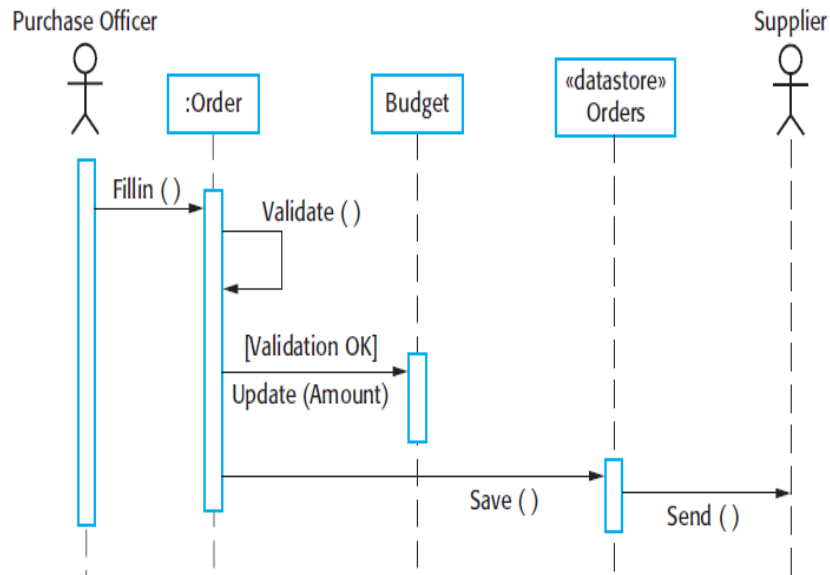 Purchase Officer
Supplier
:Order
Budget
«datastore»
Orders
Fillin ( )
Validate ( )
[Validation OK]
Update (Amount)
Save ( )
Send ( )